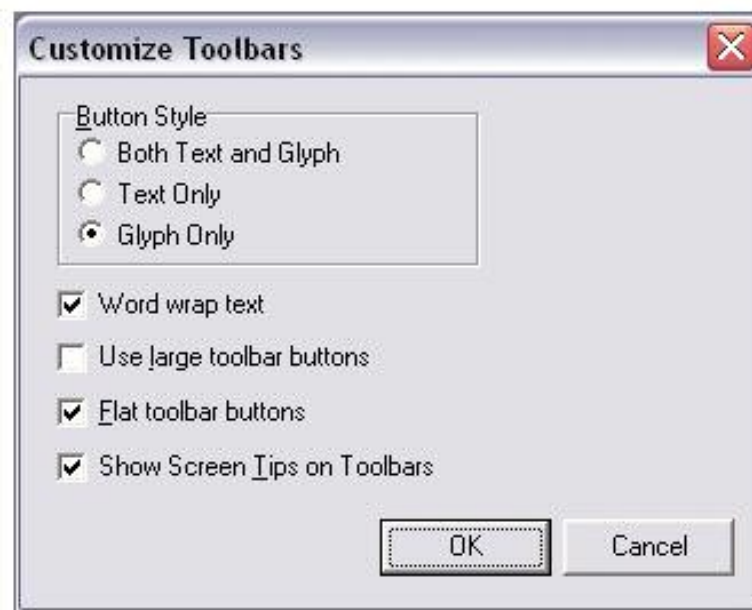 Customize Toolbars
Button Style
Both Text and Glyph
Text Only
Glyph Only
Word wrap text
Use large toolbar buttons
Flat toolbar buttons
Show Screen Tips on Toolbars
OK Cancel